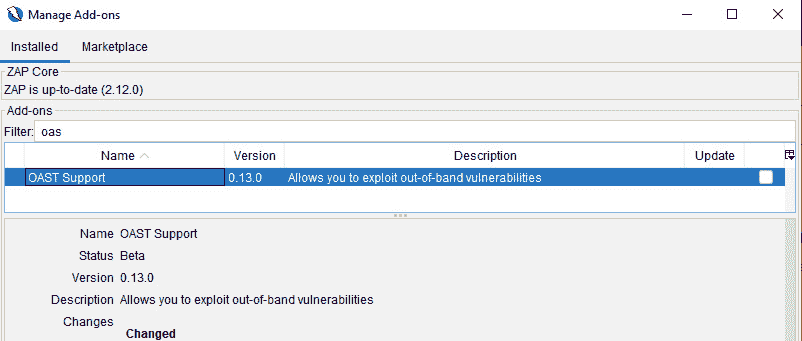 Manage Add-ons
Installed Marketplace
ZAP Core
ZAP is up-to-date (2.12.0)
Add-ons
Filter: oas
Name Version Description Update
OAST Support 0.13.0 Allows you to exploit out-of-band vulnerabilities
Name OAST Support
Status Beta
Version 0.13.0
Description Allows you to exploit out-of-band vulnerabilities
Changes
Changed